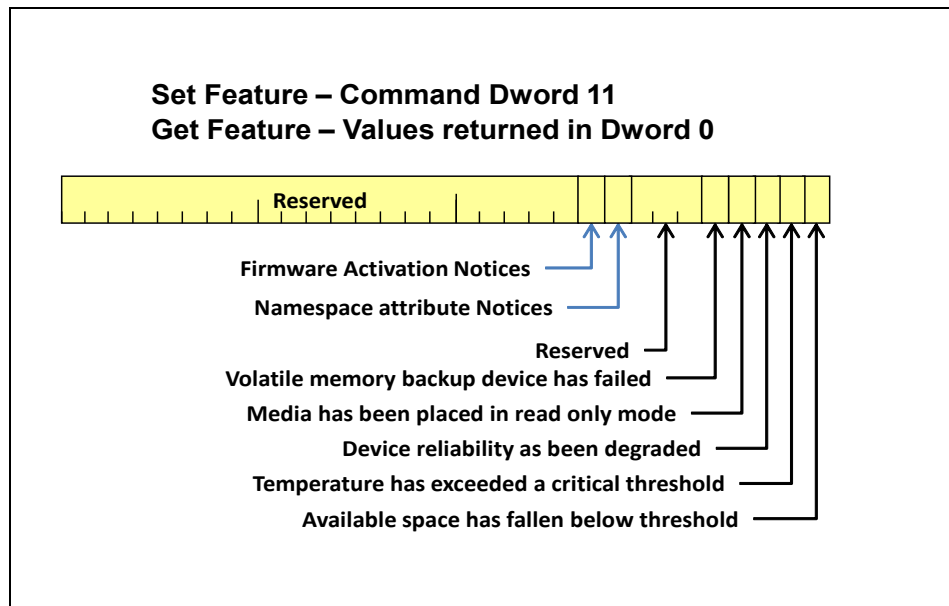 Set Feature – Command Dword 11
Get Feature – Values returned in Dword 0
Reserved
Firmware Activation Notices
Namespace attribute Notices
Reserved
Volatile memory backup device has failed
Media has been placed in read only mode
Device reliability as been degraded
Temperature has exceeded a critical threshold
Available space has fallen below threshold